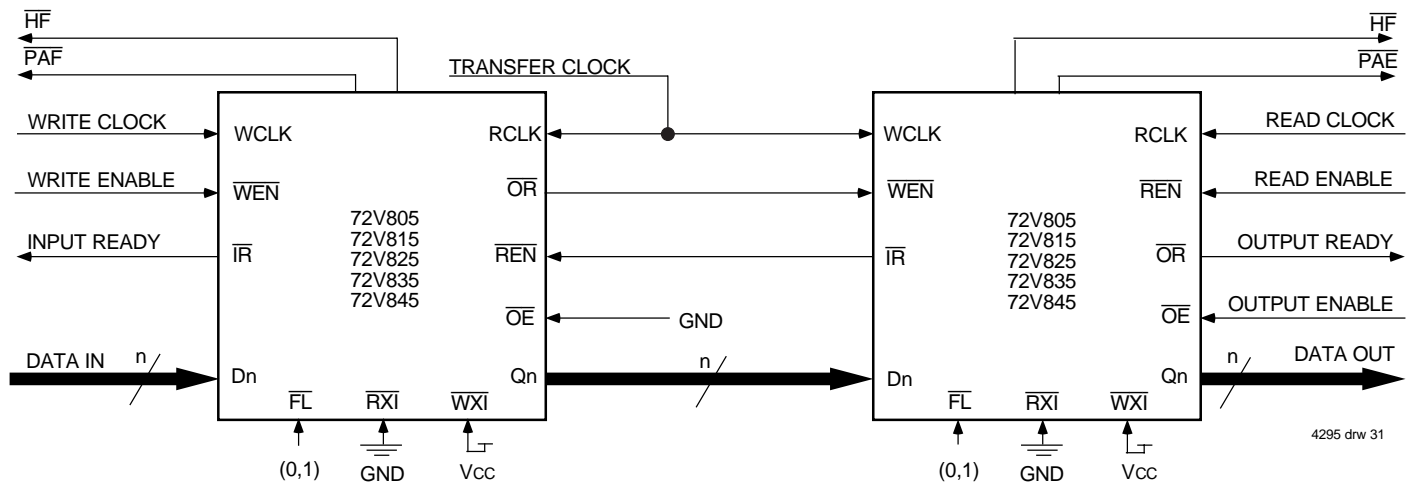 HF
PAF
TRANSFER CLOCK
HF
PAE
WRITE CLOCK
WCLK
RCLK
WCLK
RCLK
READ CLOCK
WRITE ENABLE
WEN
OR
WEN
REN
READ ENABLE
INPUT READY
IR
REN
IR
OR
OUTPUT READY
72V805
72V815
72V825
72V835
72V845
72V805
72V815
72V825
72V835
72V845
OE
GND
OE
OUTPUT ENABLE
DATA IN
n
Dn
Qn
n
Dn
Qn
n
DATA OUT
FL
RXI
WXI
FL
RXI
WXI
(0,1)
GND
VCC
(0,1)
GND
VCC
4295 drw 31